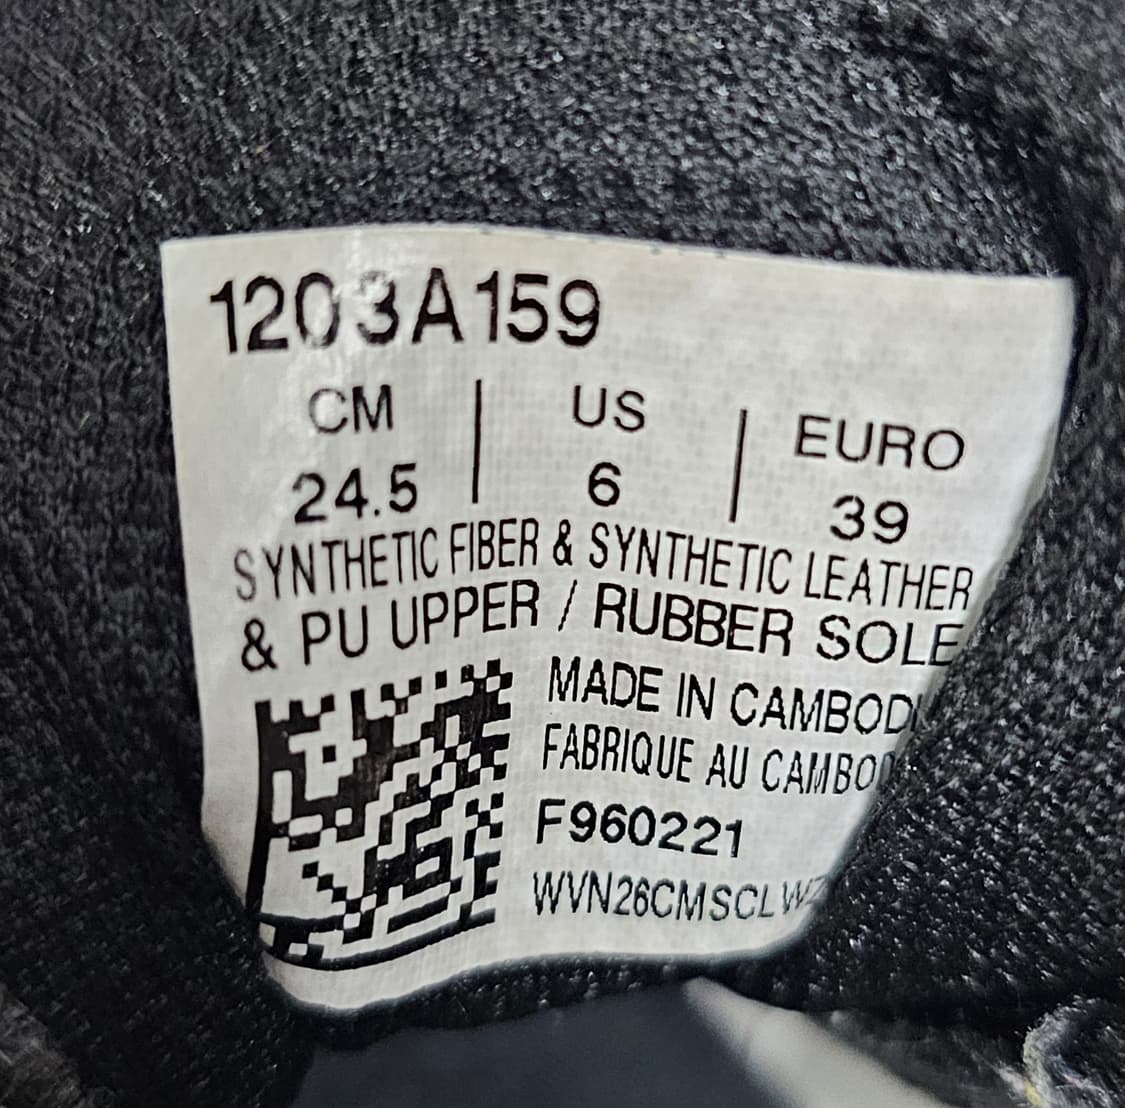 1203A159
CM | US | EURO
24.5 | 6 | 39
SYNTHETIC FIBER & SYNTHETIC LEATHER
& PU UPPER / RUBBER SOLE
MADE IN
FABRIQUE AU
F960221